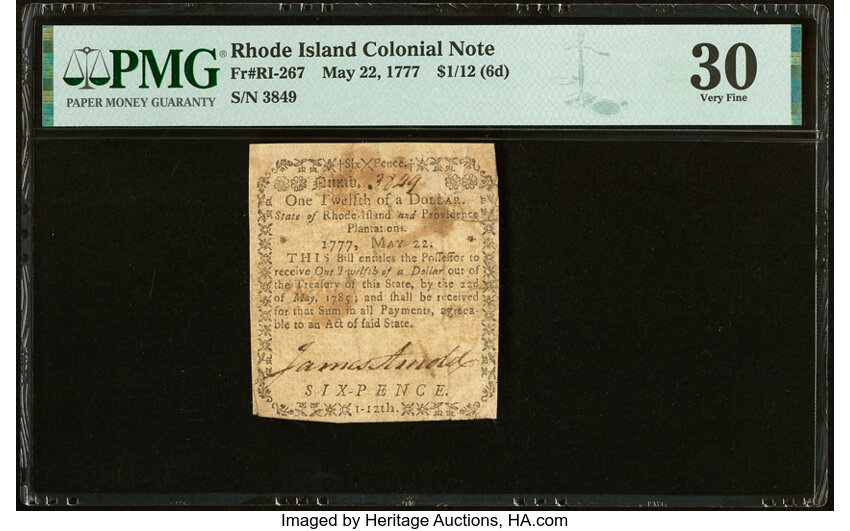 PMG®
PAPER MONEY GUARANTY
Rhode Island Colonial Note
Fr#RI-267 May 22, 1777 $1/12 (6d)
S/N 3849
30
Very Fine
†Six Pence.†
Numb. 3849
One Twelfth of a DOLLAR.
State of Rhode-Island and Providence
Plantations.
* 1777, MAY 22. *
THIS Bill entitles the Possessor to
receive One Twelfth of a Dollar out of
the Treasury of this State, by the 22d
of May, 1785; and shall be received
for that Sum in all Payments, agreea-
ble to an Act of said State.
James Arnold
SIX-PENCE.
1-12th.
Imaged by Heritage Auctions, HA.com